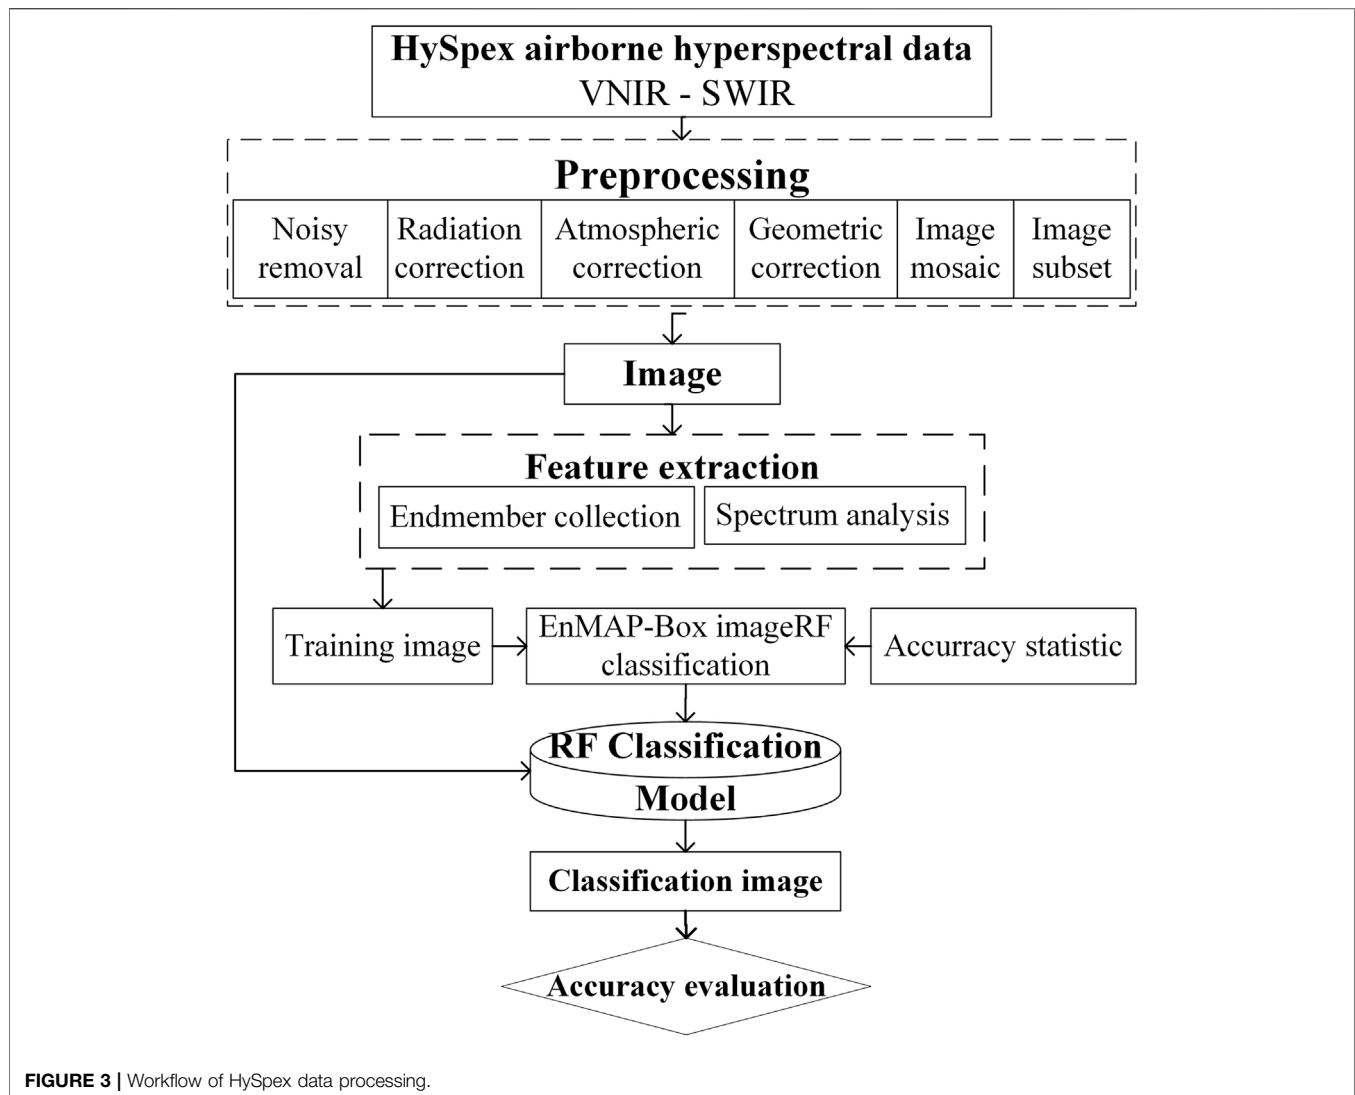 HySpex airborne hyperspectral data
VNIR - SWIR
Preprocessing
Noisy
removal
Radiation
correction
Atmospheric
correction
Geometric
correction
Image
mosaic
Image
subset
Image
Feature extraction
Endmember collection
Spectrum analysis
Training image
EnMAP-Box imageRF
classification
Accurracy statistic
RF Classification
Model
Classification image
Accuracy evaluation
FIGURE 3 | Workflow of HySpex data processing.